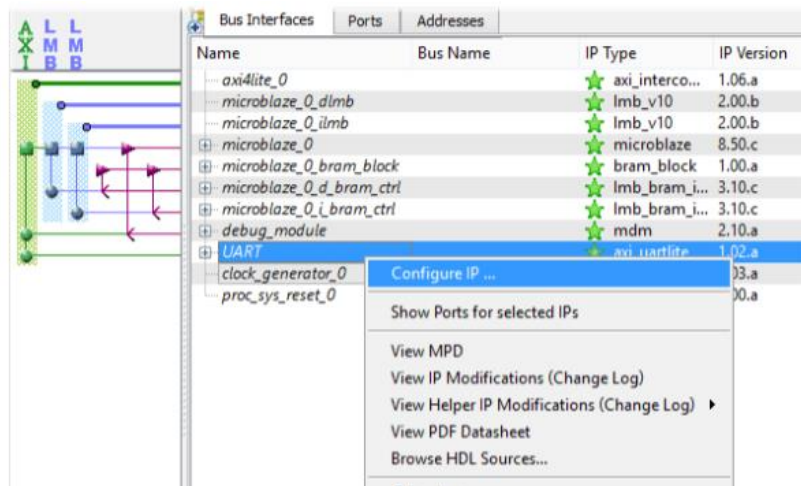 A L L
X M M
I B B
Bus Interfaces Ports Addresses
Name Bus Name IP Type IP Version
axi4lite_0 axi_interco... 1.06.a
microblaze_0_dlmb lmb_v10 2.00.b
microblaze_0_ilmb lmb_v10 2.00.b
microblaze_0 microblaze 8.50.c
microblaze_0_bram_block bram_block 1.00.a
microblaze_0_d_bram_ctrl lmb_bram_i... 3.10.c
microblaze_0_i_bram_ctrl lmb_bram_i... 3.10.c
debug_module mdm 2.10.a
UART axi_uartlite 1.02.a
clock_generator_0 03.a
proc_sys_reset_0 00.a
Configure IP ...
Show Ports for selected IPs
View MPD
View IP Modifications (Change Log)
View Helper IP Modifications (Change Log)
View PDF Datasheet
Browse HDL Sources...